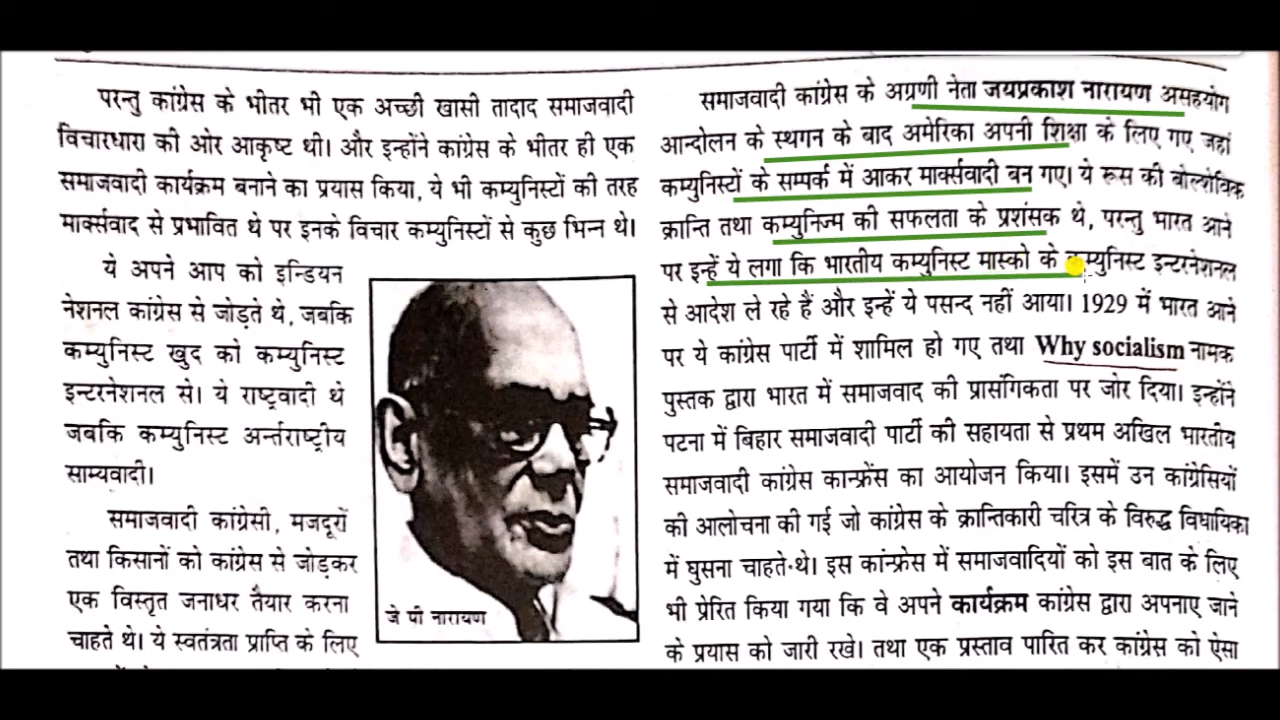 परन्तु कांग्रेस के भीतर भी एक अच्छी खासी तादाद समाजवादी
विचारधारा की ओर आकृष्ट थी। और इन्होंने कांग्रेस के भीतर ही एक
समाजवादी कार्यक्रम बनाने का प्रयास किया, ये भी कम्युनिस्टों की तरह
मार्क्सवाद से प्रभावित थे पर इनके विचार कम्युनिस्टों से कुछ भिन्न थे।
ये अपने आप को इन्डियन
नेशनल कांग्रेस से जोड़ते थे, जबकि
कम्युनिस्ट खुद को कम्युनिस्ट
इन्टरनेशनल से। ये राष्ट्रवादी थे
जबकि कम्युनिस्ट अर्न्तराष्ट्रीय
साम्यवादी।
समाजवादी कांग्रेसी, मजदूरों
तथा किसानों को कांग्रेस से जोड़कर
एक विस्तृत जनाधर तैयार करना
चाहते थे। ये स्वतंत्रता प्राप्ति के लिए
जे पी नारायण
समाजवादी कांग्रेस के अग्रणी नेता जयप्रकाश नारायण असहयोग
आन्दोलन के स्थगन के बाद अमेरिका अपनी शिक्षा के लिए गए जहां
कम्युनिस्टों के सम्पर्क में आकर मार्क्सवादी बन गए। ये रूस की बोल्शेविक
क्रान्ति तथा कम्युनिज्म की सफलता के प्रशंसक थे, परन्तु भारत आने
पर इन्हें ये लगा कि भारतीय कम्युनिस्ट मास्को के कम्युनिस्ट इन्टरनेशनल
से आदेश ले रहे हैं और इन्हें ये पसन्द नहीं आया। 1929 में भारत आने
पर ये कांग्रेस पार्टी में शामिल हो गए तथा Why socialism नामक
पुस्तक द्वारा भारत में समाजवाद की प्रासंगिकता पर जोर दिया। इन्होंने
पटना में बिहार समाजवादी पार्टी की सहायता से प्रथम अखिल भारतीय
समाजवादी कांग्रेस कान्फ्रेंस का आयोजन किया। इसमें उन कांग्रेसियों
की आलोचना की गई जो कांग्रेस के क्रान्तिकारी चरित्र के विरुद्ध विधायिका
में घुसना चाहते थे। इस कांन्फ्रेस में समाजवादियों को इस बात के लिए
भी प्रेरित किया गया कि वे अपने कार्यक्रम कांग्रेस द्वारा अपनाए जाने
के प्रयास को जारी रखे। तथा एक प्रस्ताव पारित कर कांग्रेस को ऐसा